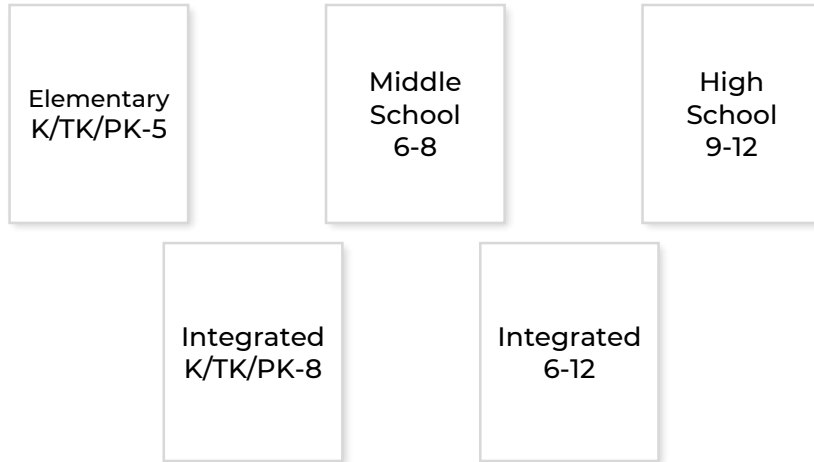 Elementary
K/TK/PK-5
Middle
School
6-8
High
School
9-12
Integrated
K/TK/PK-8
Integrated
6-12